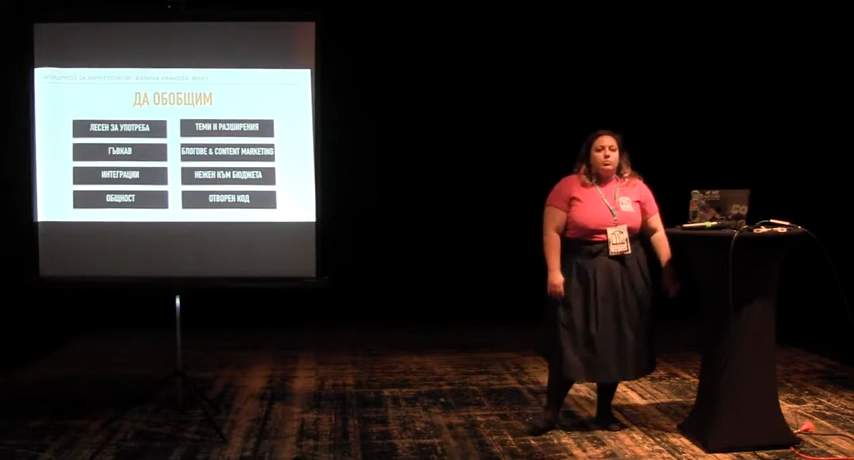 ДА ОБОБЩИМ
ЛЕСЕН ЗА УПОТРЕБА
ТЕМИ И РАЗШИРЕНИЯ
ГЪВКАВ
БЛОГОВЕ & CONTENT MARKETING
ИНТЕГРАЦИИ
НЕЖЕН КЪМ БЮДЖЕТА
ОБЩНОСТ
ОТВОРЕН КОД